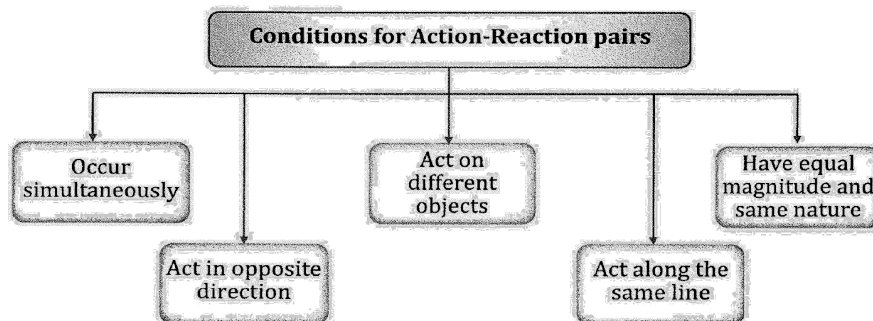 Conditions for Action-Reaction pairs
Occur
simultaneously
Act in opposite
direction
Act on
different
objects
Act along the
same line
Have equal
magnitude and
same nature